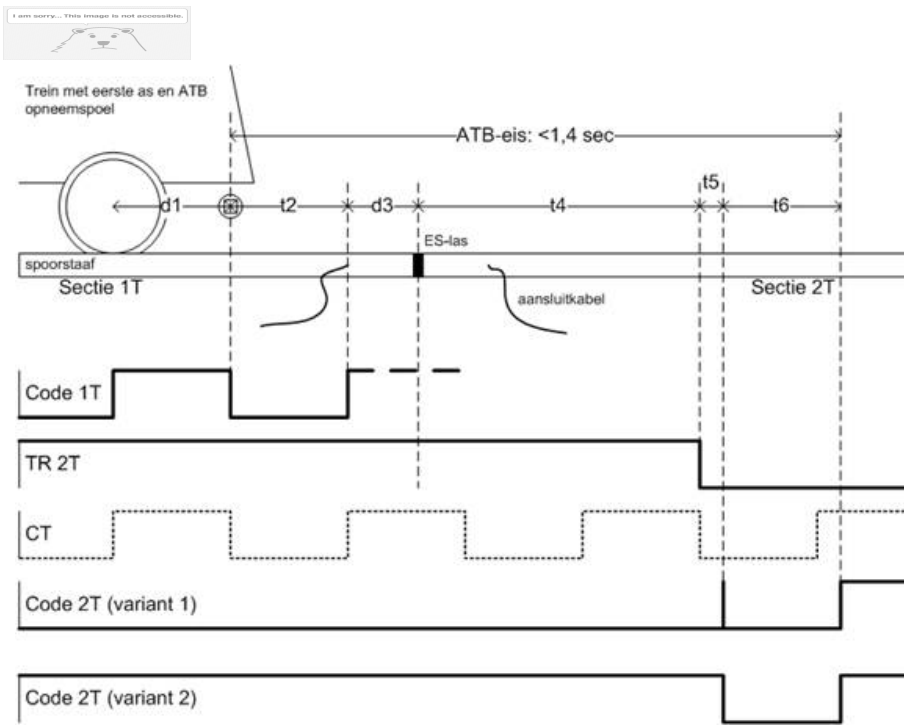 I am sorry... This image is not accessible.
Trein met eerste as en ATB
opneemspoel
ATB-eis: <1,4 sec
d1
t2
d3
t4
t5
t6
ES-las
spoorstaaf
Sectie 1T
aansluitkabel
Sectie 2T
Code 1T
TR 2T
CT
Code 2T (variant 1)
Code 2T (variant 2)